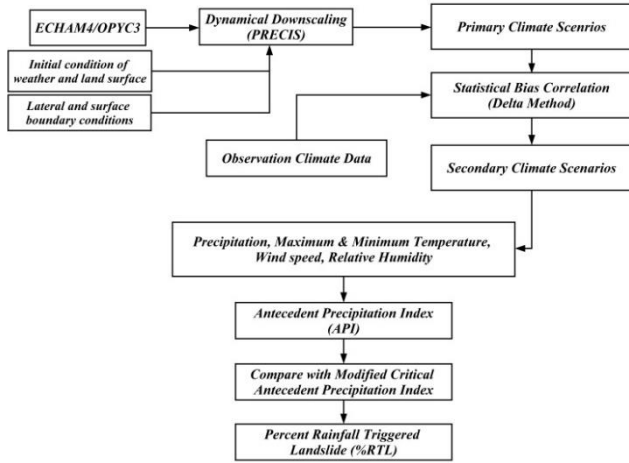 ECHAM4/OPYC3
Dynamical Downscaling
(PRECIS)
Primary Climate Scenrios
Initial condition of
weather and land surface
Lateral and surface
boundary conditions
Statistical Bias Correlation
(Delta Method)
Observation Climate Data
Secondary Climate Scenarios
Precipitation, Maximum & Minimum Temperature,
Wind speed, Relative Humidity
Antecedent Precipitation Index
(API)
Compare with Modified Critical
Antecedent Precipitation Index
Percent Rainfall Triggered
Landslide (%RTL)